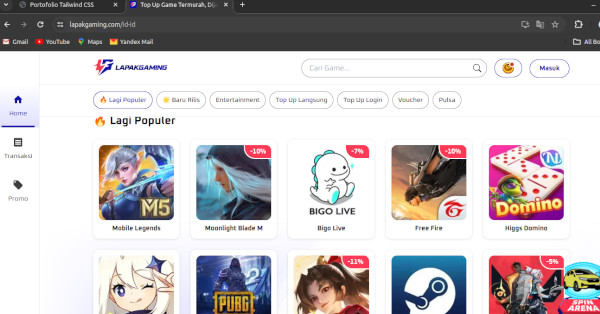 Portofolio Tailwind CSS
Top Up Game Termurah, Dij
lapakgaming.com/id-id
Gmail
YouTube
Maps
Yandex Mail
All Bo
LAPAKGAMING
Cari Game...
Masuk
Lagi Populer
Baru Rilis
Entertainment
Top Up Langsung
Top Up Login
Voucher
Pulsa
Home
Transaksi
Promo
Lagi Populer
M5
Mobile Legends
-10%
Moonlight Blade M
-7%
BIGO LIVE
Bigo Live
-10%
Free Fire
Domino
Higgs Domino
PUBG
-11%
-5%
SPIN
ARENA